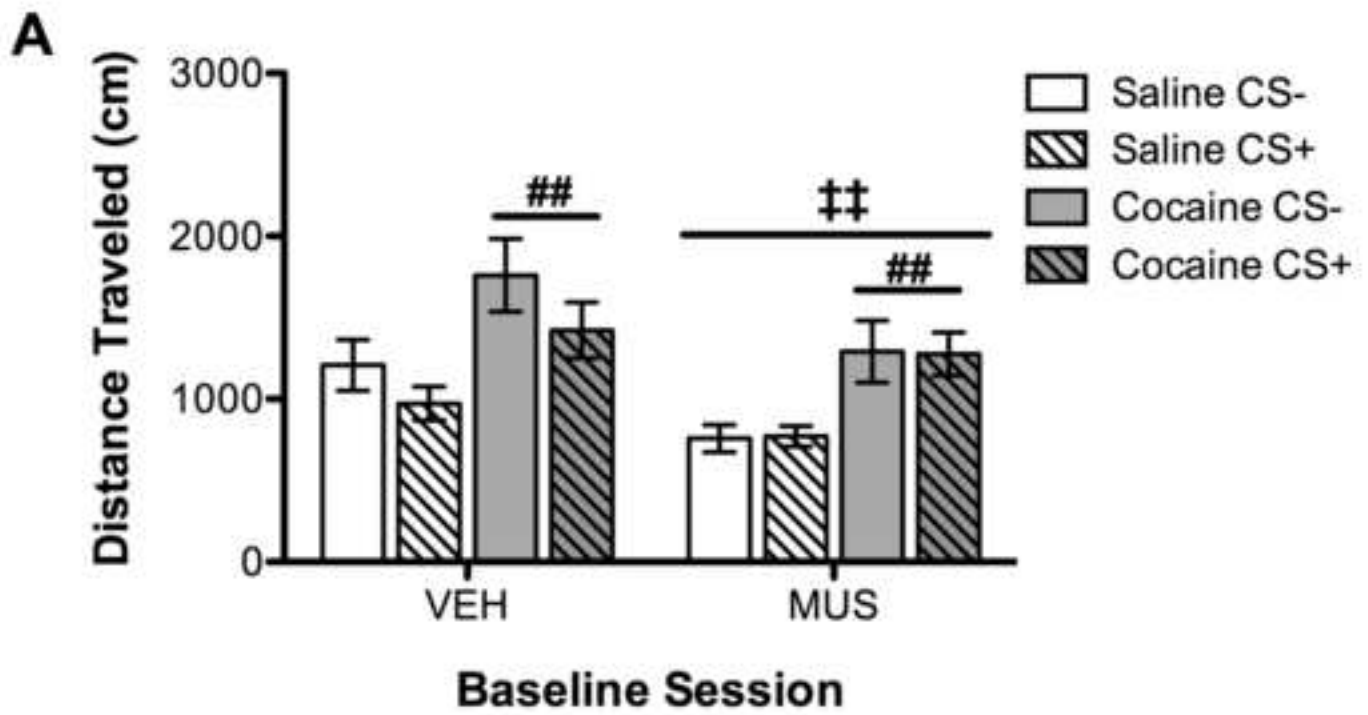 A
Distance Traveled (cm)
3000
2000
1000
0
##
‡‡
##
VEH
MUS
Baseline Session
Saline CS-
Saline CS+
Cocaine CS-
Cocaine CS+